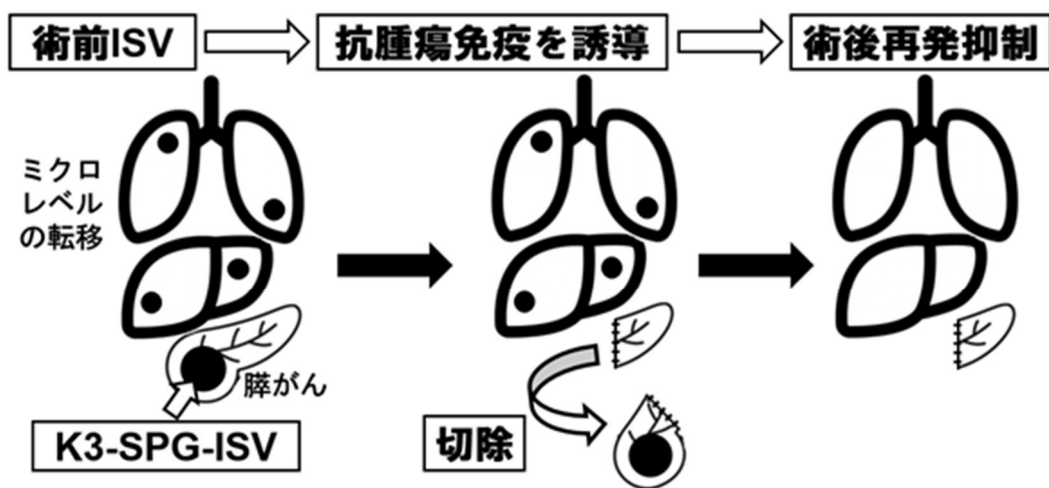 術前ISV
抗腫瘍免疫を誘導
術後再発抑制
ミクロ
レベル
の転移
膵がん
K3-SPG-ISV
切除